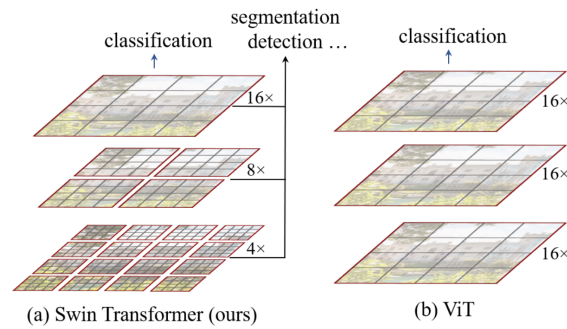 segmentation
classification
detection ...
16×
8×
4×
(a) Swin Transformer (ours)
classification
16×
16×
16×
(b) ViT